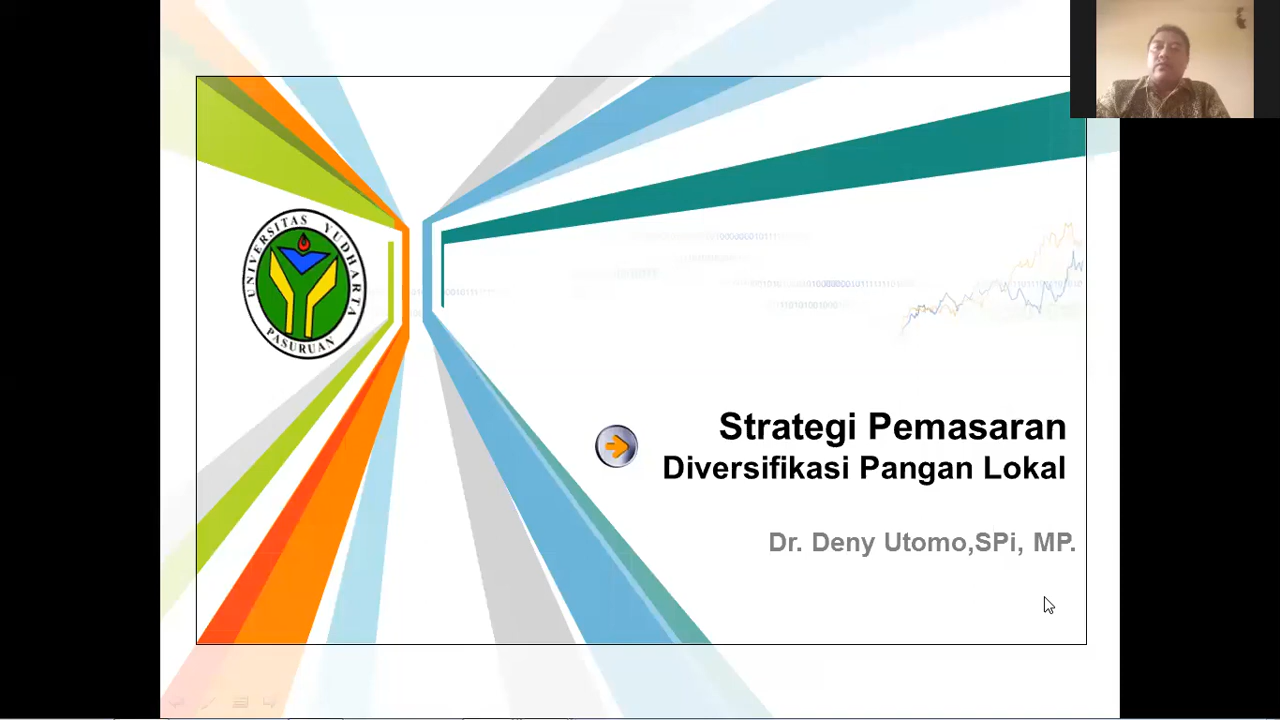 UNIVERSITAS YUDHARTA
PASURUAN
Strategi Pemasaran
Diversifikasi Pangan Lokal
Dr. Deny Utomo,SPi, MP.